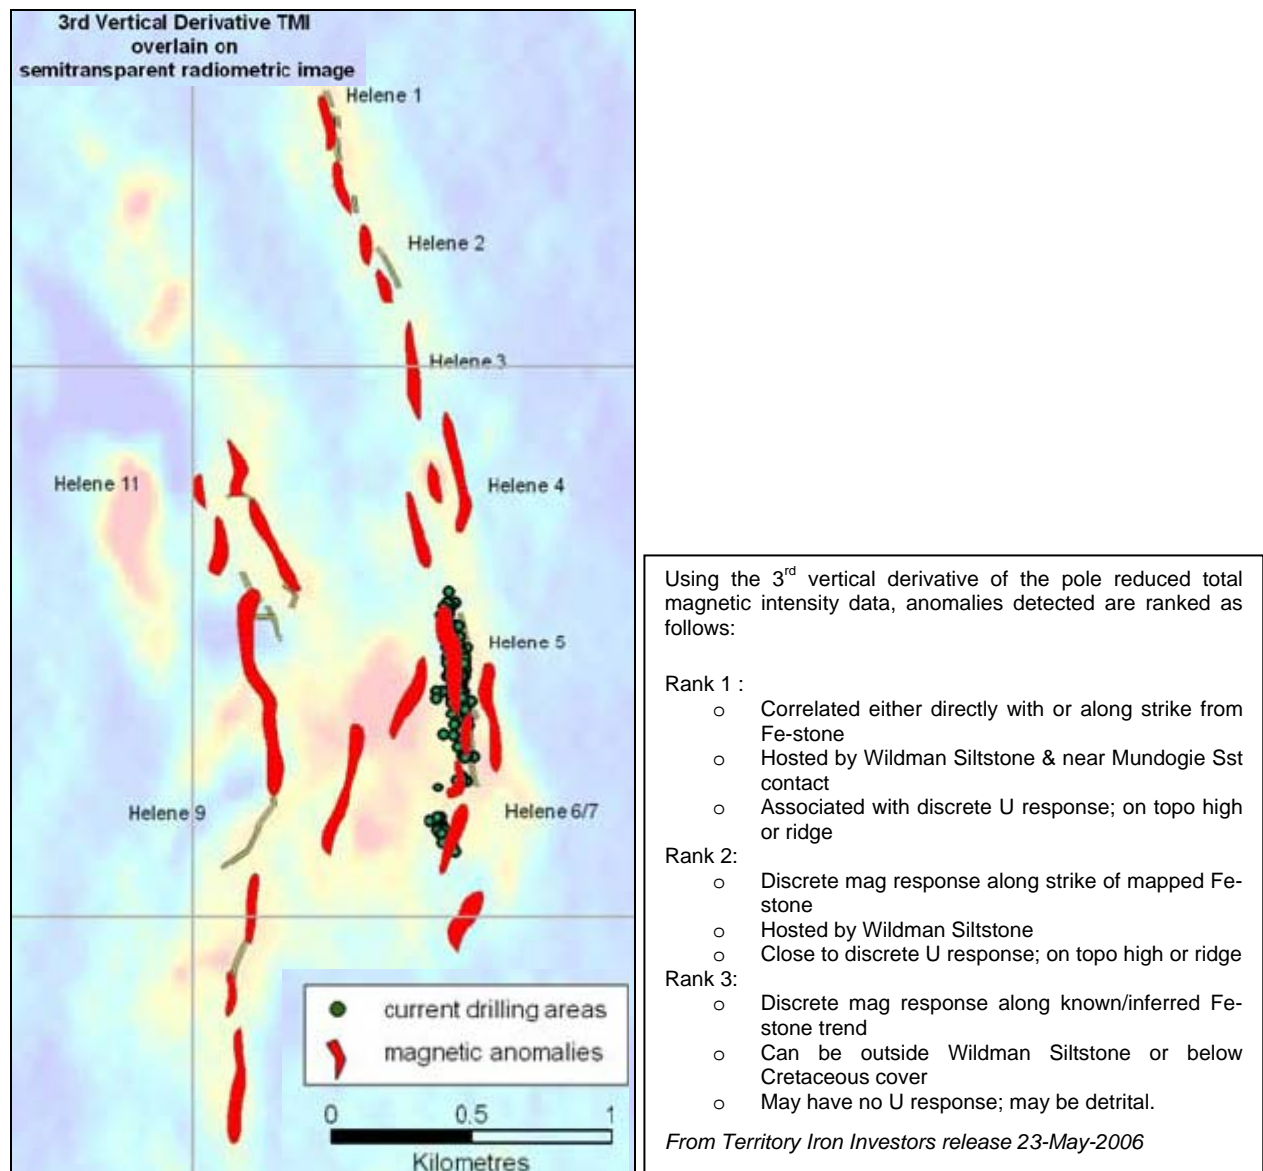 3rd Vertical Derivative TMI
overlain on
semitransparent radiometric image
Helene 1
Helene 2
Helene 3
Helene 11
Helene 4
Helene 5
Helene 9
Helene 6/7
current drilling areas
magnetic anomalies
0 0.5 1
Kilometres
Using the 3rd vertical derivative of the pole reduced total
magnetic intensity data, anomalies detected are ranked as
follows:
Rank 1 :
o Correlated either directly with or along strike from
Fe-stone
o Hosted by Wildman Siltstone & near Mundogie Sst
contact
o Associated with discrete U response; on topo high
or ridge
Rank 2:
o Discrete mag response along strike of mapped Fe-
stone
o Hosted by Wildman Siltstone
o Close to discrete U response; on topo high or ridge
Rank 3:
o Discrete mag response along known/inferred Fe-
stone trend
o Can be outside Wildman Siltstone or below
Cretaceous cover
o May have no U response; may be detrital.
From Territory Iron Investors release 23-May-2006